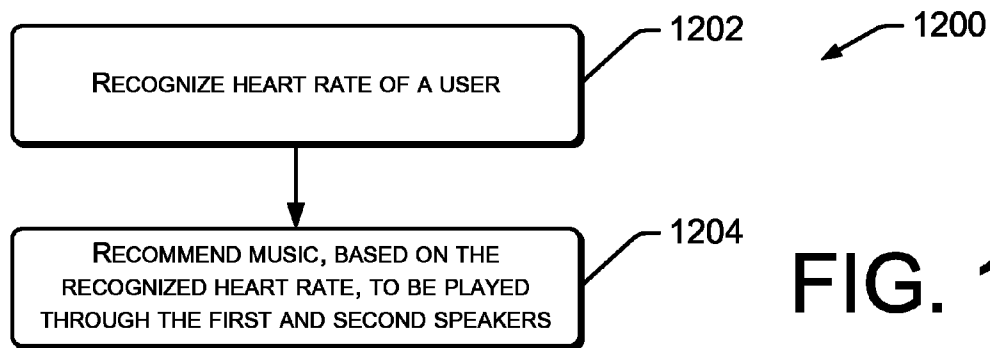 1202
1200
RECOGNIZE HEART RATE OF A USER
1204
RECOMMEND MUSIC, BASED ON THE
RECOGNIZED HEART RATE, TO BE PLAYED
THROUGH THE FIRST AND SECOND SPEAKERS
FIG.